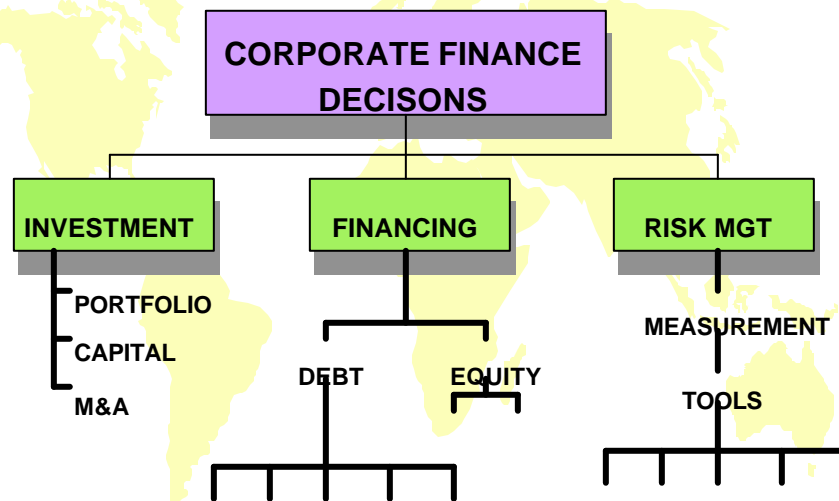 CORPORATE FINANCE
DECISONS
INVESTMENT
FINANCING
RISK MGT
PORTFOLIO
CAPITAL
M&A
DEBT
EQUITY
MEASUREMENT
TOOLS